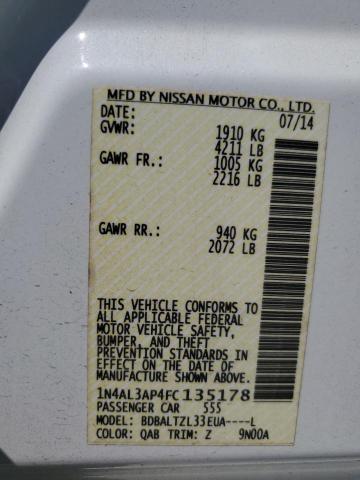 MFD BY NISSAN MOTOR CO., LTD.
DATE: 07/14
GVWR: 1910 KG
4211 LB
GAWR FR.: 1005 KG
2216 LB
GAWR RR.: 940 KG
2072 LB
THIS VEHICLE CONFORMS TO
ALL APPLICABLE FEDERAL
MOTOR VEHICLE SAFETY,
BUMPER, AND THEFT
PREVENTION STANDARDS
IN EFFECT ON THE DATE OF
MANUFACTURE SHOWN ABOVE.
1N4AL3AP4FC135178
PASSENGER CAR 555
MODEL: BDBALTZL33EUA----L
COLOR: QAB TRIM: Z 9N00A